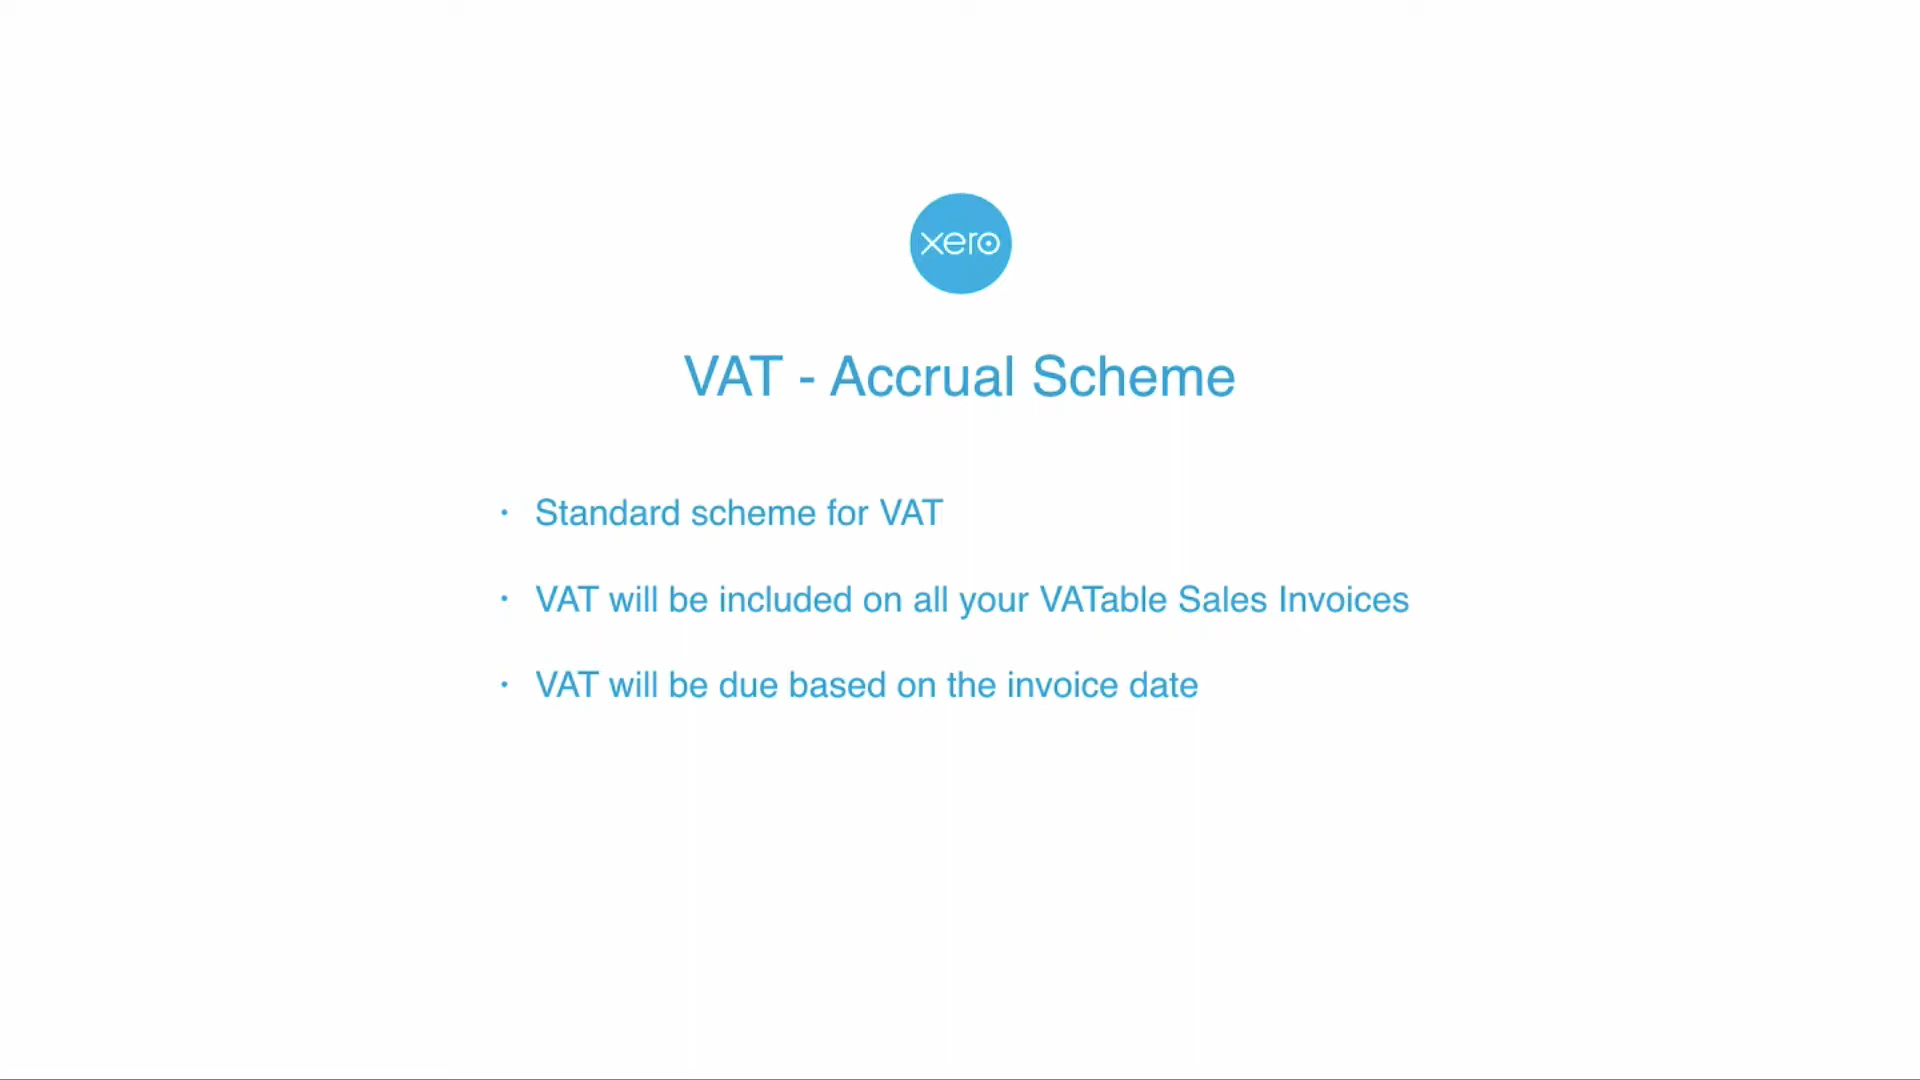 xero
VAT - Accrual Scheme
• Standard scheme for VAT
• VAT will be included on all your VATable Sales Invoices
• VAT will be due based on the invoice date